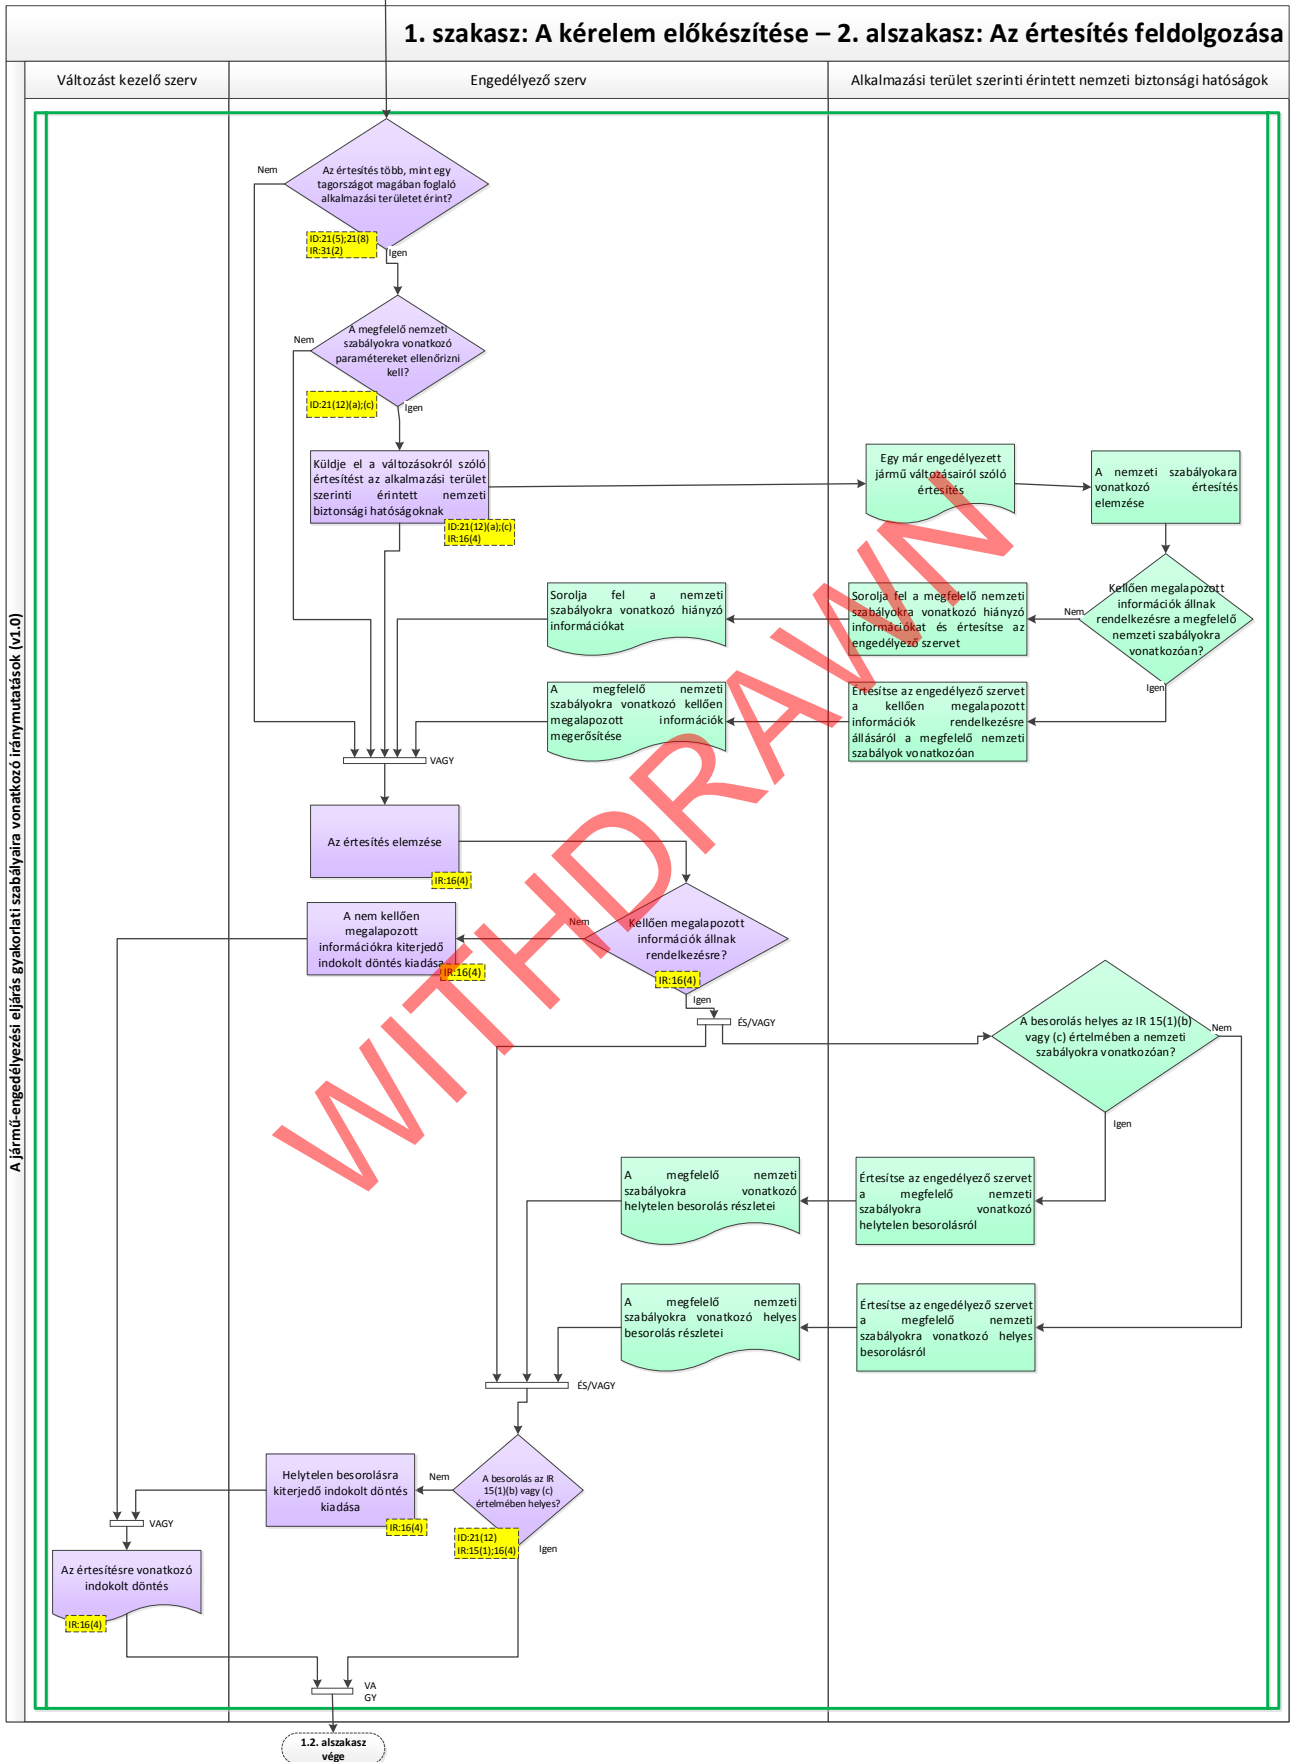 1. szakasz: A kérelem előkészítése – 2. alszakasz: Az értesítés feldolgozása
Változást kezelő szerv
Engedélyező szerv
Alkalmazási terület szerinti érintett nemzeti biztonsági hatóságok
A jármű-engedélyezési eljárás gyakorlati szabályaira vonatkozó iránymutatások (v1.0)
Az értesítés több, mint egy
tagországot magában foglaló
alkalmazási területet érint?
Nem
ID:21(5);21(8)
IR:31(2)
Igen
A megfelelő nemzeti
szabályokra vonatkozó
paramétereket ellenőrizni
kell?
Nem
ID:21(12)(a);(c)
Igen
Küldje el a változásokról szóló
értesítést az alkalmazási terület
szerinti érintett nemzeti
biztonsági hatóságoknak
ID:21(12)(a);(c)
IR:16(4)
Egy már engedélyezett
jármű változásairól szóló
értesítés
A nemzeti szabályokara
vonatkozó értesítés
elemzése
Kellően megalapozott
információk állnak
rendelkezésre a megfelelő
nemzeti szabályokra
vonatkozóan?
Nem
Igen
Sorolja fel a megfelelő nemzeti
szabályokra vonatkozó hiányzó
információkat és értesítse az
engedélyező szervet
Sorolja fel a nemzeti
szabályokra vonatkozó hiányzó
információkat
Értesítse az engedélyező szervet
a kellően megalapozott
információk rendelkezésre
állásáról a megfelelő nemzeti
szabályok vonatkozóan
A megfelelő nemzeti
szabályokra vonatkozó kellően
megalapozott információk
megerősítése
VAGY
Az értesítés elemzése
IR:16(4)
Kellően megalapozott
információk állnak
rendelkezésre?
Nem
IR:16(4)
Igen
A nem kellően
megalapozott
információkra kiterjedő
indokolt döntés kiadása
IR:16(4)
ÉS/VAGY
A besorolás helyes az IR 15(1)(b)
vagy (c) értelmében a nemzeti
szabályokra vonatkozóan?
Nem
Igen
Értesítse az engedélyező szervet
a megfelelő nemzeti
szabályokra vonatkozó
helytelen besorolásról
A megfelelő nemzeti
szabályokra vonatkozó
helytelen besorolás részletei
Értesítse az engedélyező szervet
a megfelelő nemzeti
szabályokra vonatkozó helyes
besorolásról
A megfelelő nemzeti
szabályokra vonatkozó helyes
besorolás részletei
ÉS/VAGY
A besorolás az IR
15(1)(b) vagy (c)
értelmében helyes?
Nem
ID:21(12)
IR:15(1);16(4)
Igen
Helytelen besorolásra
kiterjedő indokolt döntés
kiadása
IR:16(4)
VAGY
Az értesítésre vonatkozó
indokolt döntés
IR:16(4)
VA
GY
1.2. alszakasz
vége
WITHDRAWN